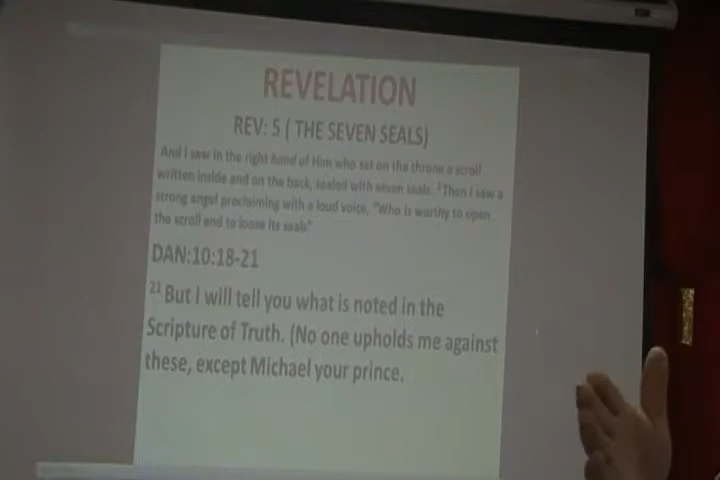 REVELATION
REV: 5 ( THE SEVEN SEALS)
And I saw in the right hand of Him who sat on the throne a scroll
written inside and on the back, sealed with seven seals. ² Then I saw a
strong angel proclaiming with a loud voice, "Who is worthy to open
the scroll and to loose its seals"
DAN:10:18-21
²¹ But I will tell you what is noted in the
Scripture of Truth. (No one upholds me against
these, except Michael your prince.